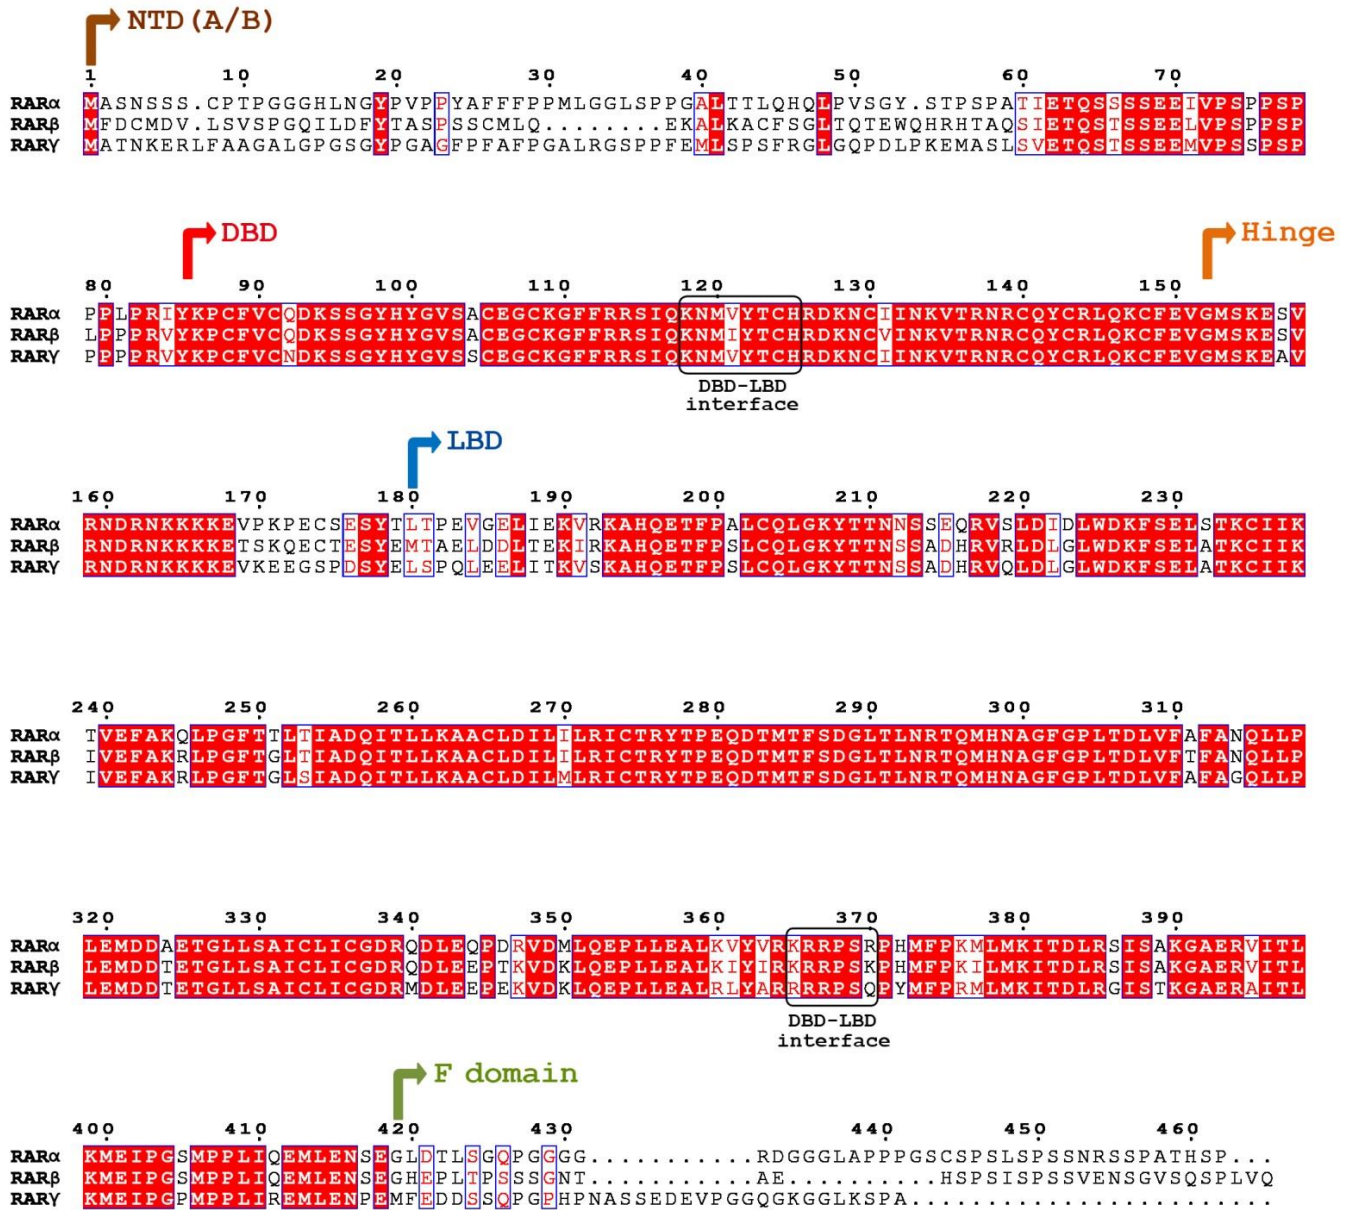 NTD (A/B)
1 10 20 30 40 50 60 70
RARα MASNSSS.CPTPGGGHLNGYPVPPYAFFFPPMLGGLSPPGALTTLQHQLPVSGY.STPSPATIETQSSSSEEIVPSPPSP
RARβ MFDCMDV.LSVSPGQILDFYTASPSSCMLQ........EKALKACFSGLTQTEWQHRHTAQSIETQSTSSEELVPSPPSP
RARγ MATNKERLFAAGALGPGSGYPGAGFPFAFPGALRGSPPFEMLSPSFRGLGQPDLPKEMASLSVETQSTSSEEMVPSSPSP
DBD Hinge
80 90 100 110 120 130 140 150
RARα PPLPRIYKPCFVCQDKSSGYHYGVSACEGCKGFFRRSIQKNMVYTCHRDKNCIINKVTRNRCQYCRLQKCFEVGMSKESV
RARβ LPPPRVYKPCFVCQDKSSGYHYGVSACEGCKGFFRRSIQKNMIYTCHRDKNCVINKVTRNRCQYCRLQKCFEVGMSKESV
RARγ PPPPRVYKPCFVCNDKSSGYHYGVSSCEGCKGFFRRSIQKNMVYTCHRDKNCIINKVTRNRCQYCRLQKCFEVGMSKEAV
DBD-LBD
interface
LBD
160 170 180 190 200 210 220 230
RARα RNDRNKKKKEVPKPECSESYTLTPEVGELIEKVRKAHQETFPALCQLGKYTTNNSSEQRVSLDIDLWDKFSELSTKCIIK
RARβ RNDRNKKKKETSKQECTESYEMTAELDDLTEKIRKAHQETFPSLCQLGKYTTNSSADHRVRLDLGLWDKFSELATKCIIK
RARγ RNDRNKKKKEVKEEGSPDSYELSPQLEELITKVSKAHQETFPSLCQLGKYTTNSSADHRVQLDLGLWDKFSELATKCIIK
240 250 260 270 280 290 300 310
RARα TVEFAKQLPGFTTLTIADQITLLKAACLDILILRICTRYTPEQDTMTFSDGLTLNRTQMHNAGFGPLTDLVFAFANQLLP
RARβ IVEFAKRLPGFTGLTIADQITLLKAACLDILILRICTRYTPEQDTMTFSDGLTLNRTQMHNAGFGPLTDLVFTFANQLLP
RARγ IVEFAKRLPGFTGLSIADQITLLKAACLDILMLRICTRYTPEQDTMTFSDGLTLNRTQMHNAGFGPLTDLVFAFAGQLLP
320 330 340 350 360 370 380 390
RARα LEMDDAETGLLSAICLICGDRQDLEQPDRVDMLQEPLLEALKVYVRKRRPSRPHMFPKMLMKITDLRSISAKGAERVITL
RARβ LEMDDTETGLLSAICLICGDRQDLEEPTKVDKLQEPLLEALKIYIRKRRPSKPHMFPKILMKITDLRSISAKGAERVITL
RARγ LEMDDTETGLLSAICLICGDRMDLEEPEKVDKLQEPLLEALRLYARRRRPSQPYMFPRMLMKITDLRGISTKGAERAITL
DBD-LBD
interface
F domain
400 410 420 430 440 450 460
RARα KMEIPGSMPPLIQEMLENSEGLDTLSGQPGGGG...........RDGGGLAPPPGSCSPSLSPSSNRSSPATHSP...
RARβ KMEIPGSMPPLIQEMLENSEGHEPLTPSSSGNT...........AE..........HSPSISPSSVENSGVSQSPLVQ
RARγ KMEIPGPMPPLIREMLENPEMFEDDSSQPGPHPNASSEDEVPGGQGKGGLKSPA........................